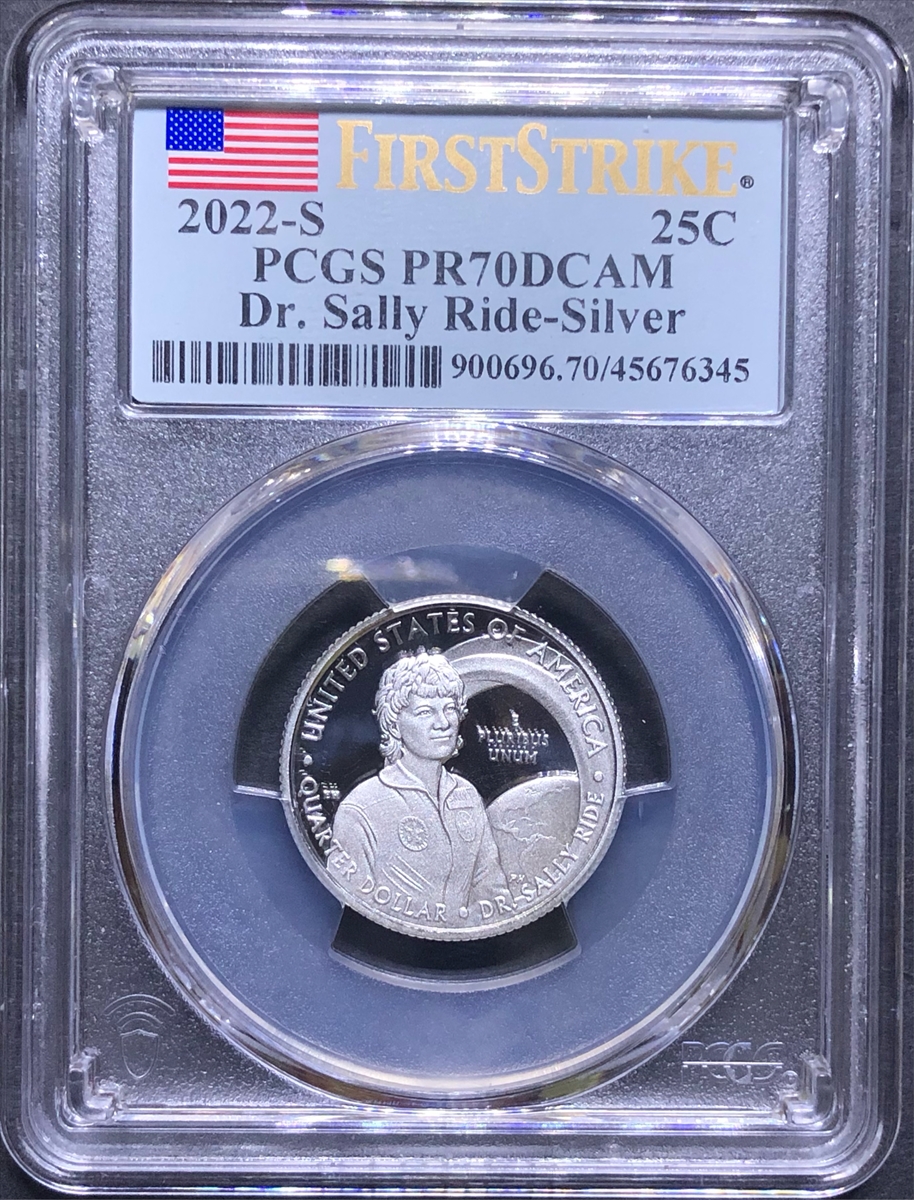 FIRSTSTRIKE®
2022-S 25C
PCGS PR70DCAM
Dr. Sally Ride-Silver
900696.70/45676345
UNITED STATES OF AMERICA
E
PLURIBUS
UNUM
QUARTER DOLLAR • DR. SALLY RIDE
PCGS